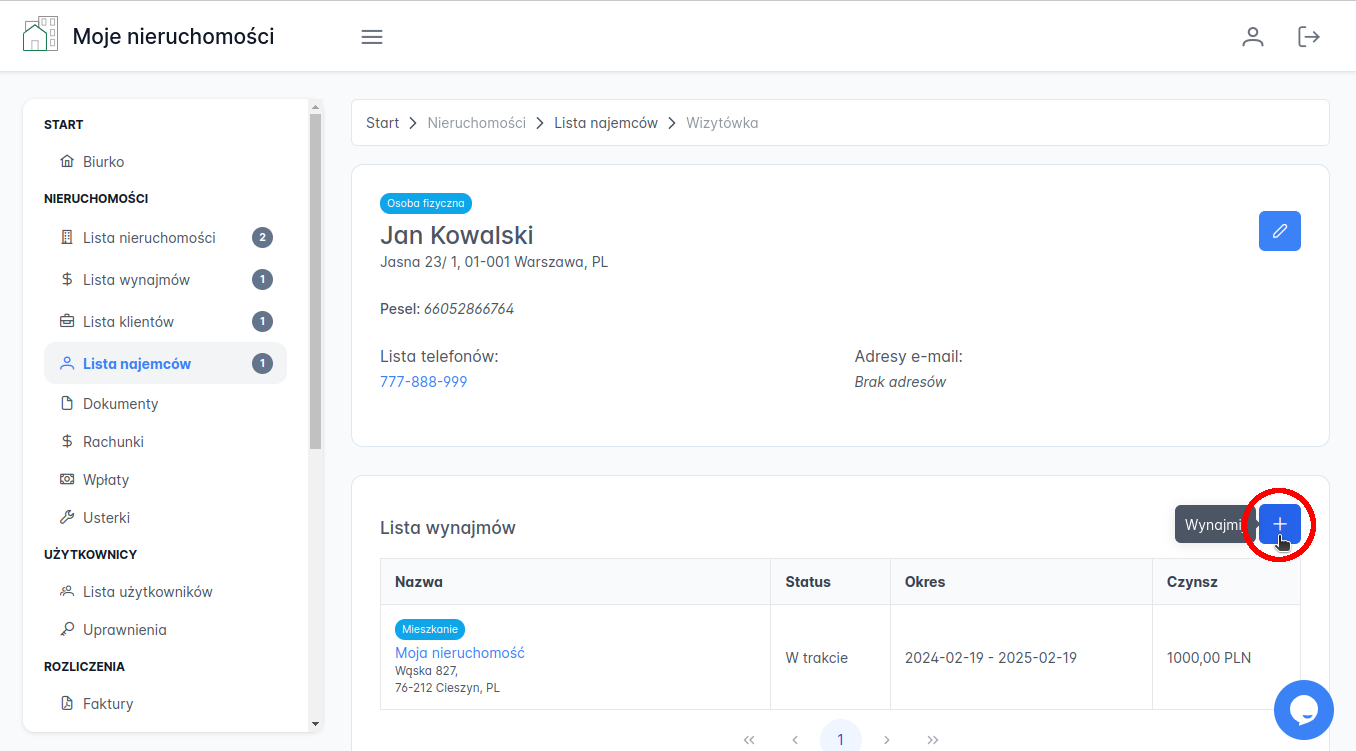 Moje nieruchomości
START
Biurko
NIERUCHOMOŚCI
Lista nieruchomości 2
Lista wynajmów 1
Lista klientów 1
Lista najemców 1
Dokumenty
Rachunki
Wpłaty
Usterki
UŻYTKOWNICY
Lista użytkowników
Uprawnienia
ROZLICZENIA
Faktury
Start > Nieruchomości > Lista najemców > Wizytówka
Osoba fizyczna
Jan Kowalski
Jasna 23/ 1, 01-001 Warszawa, PL
Pesel: 66052866764
Lista telefonów: Adresy e-mail:
777-888-999 Brak adresów
Lista wynajmów Wynajmij +
Nazwa Status Okres Czynsz
Mieszkanie
Moja nieruchomość
Wąska 827,
76-212 Cieszyn, PL
W trakcie 2024-02-19 - 2025-02-19 1000,00 PLN
« ‹ 1 › »